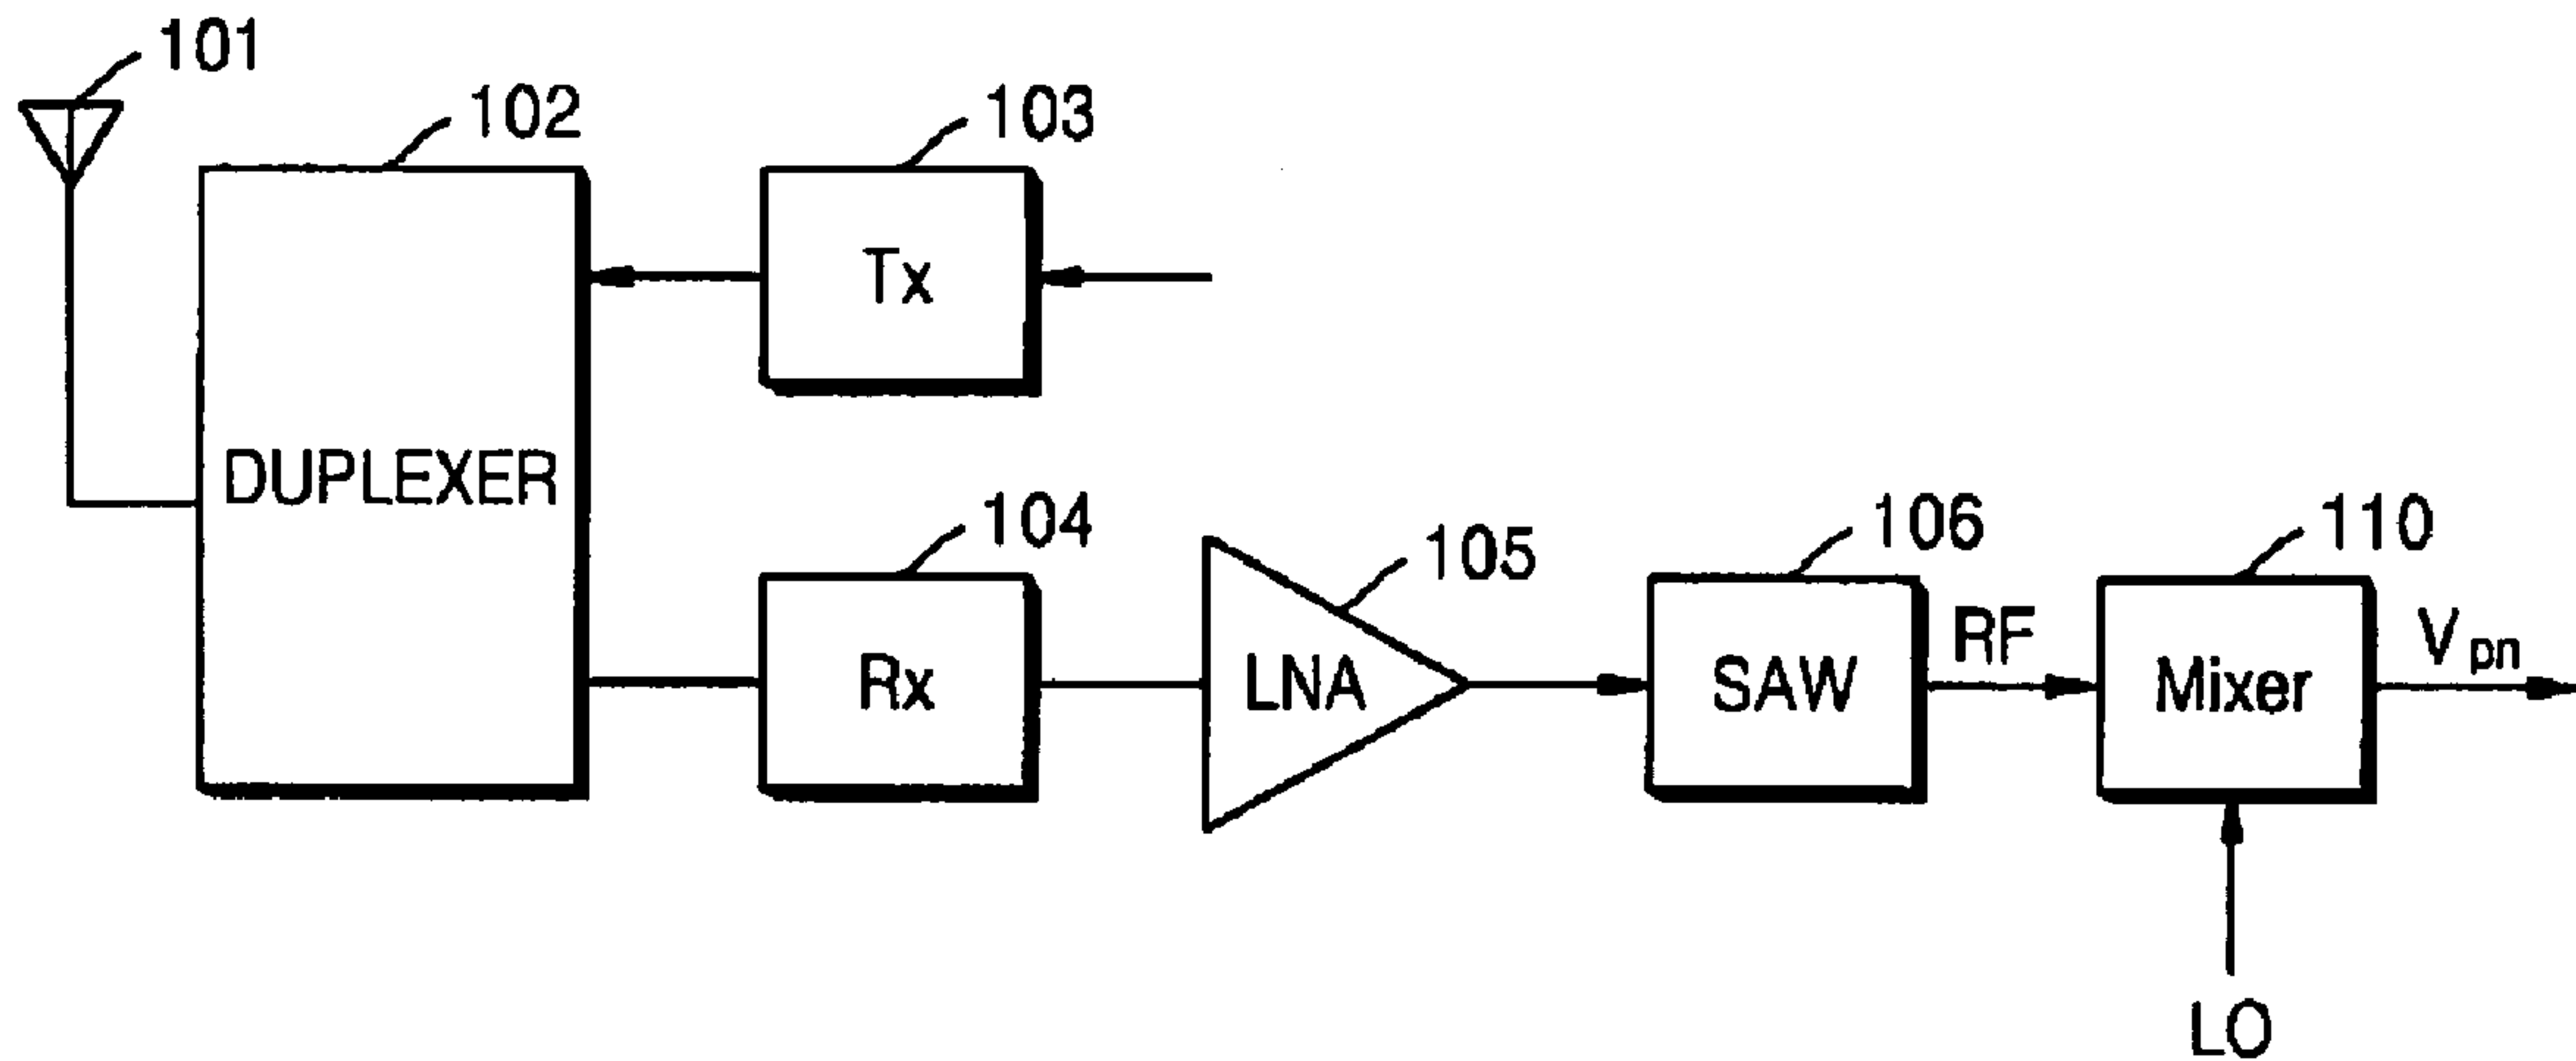 101
102
103
Tx
DUPLEXER
104
105
106
110
Rx
LNA
SAW
RF
Mixer
Vpn
LO